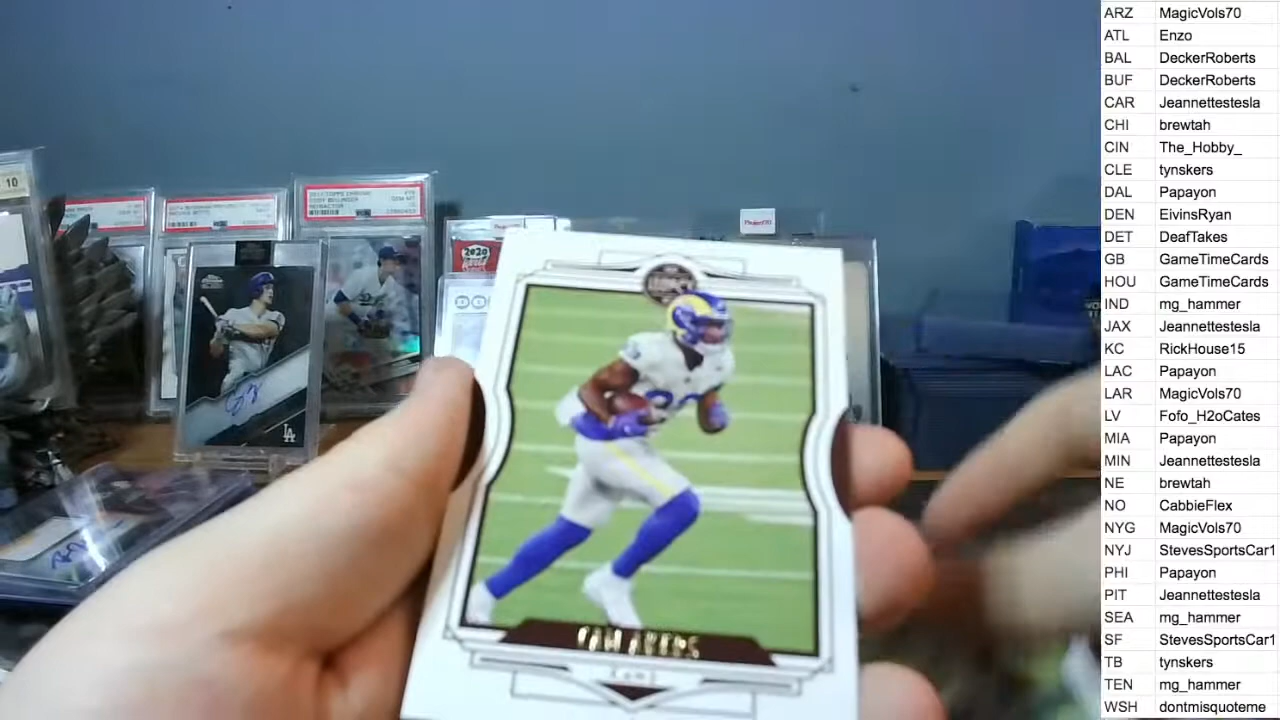 ARZ MagicVols70
ATL Enzo
BAL DeckerRoberts
BUF DeckerRoberts
CAR Jeannettestesla
CHI brewtah
CIN The_Hobby_
CLE tynskers
DAL Papayon
DEN EivinsRyan
DET DeafTakes
GB GameTimeCards
HOU GameTimeCards
IND mg_hammer
JAX Jeannettestesla
KC RickHouse15
LAC Papayon
LAR MagicVols70
LV Fofo_H2oCates
MIA Papayon
MIN Jeannettestesla
NE brewtah
NO CabbieFlex
NYG MagicVols70
NYJ StevesSportsCar1
PHI Papayon
PIT Jeannettestesla
SEA mg_hammer
SF StevesSportsCar1
TB tynskers
TEN mg_hammer
WSH dontmisquoteme
10
2020
LEGACY
CAM AKERS
LA